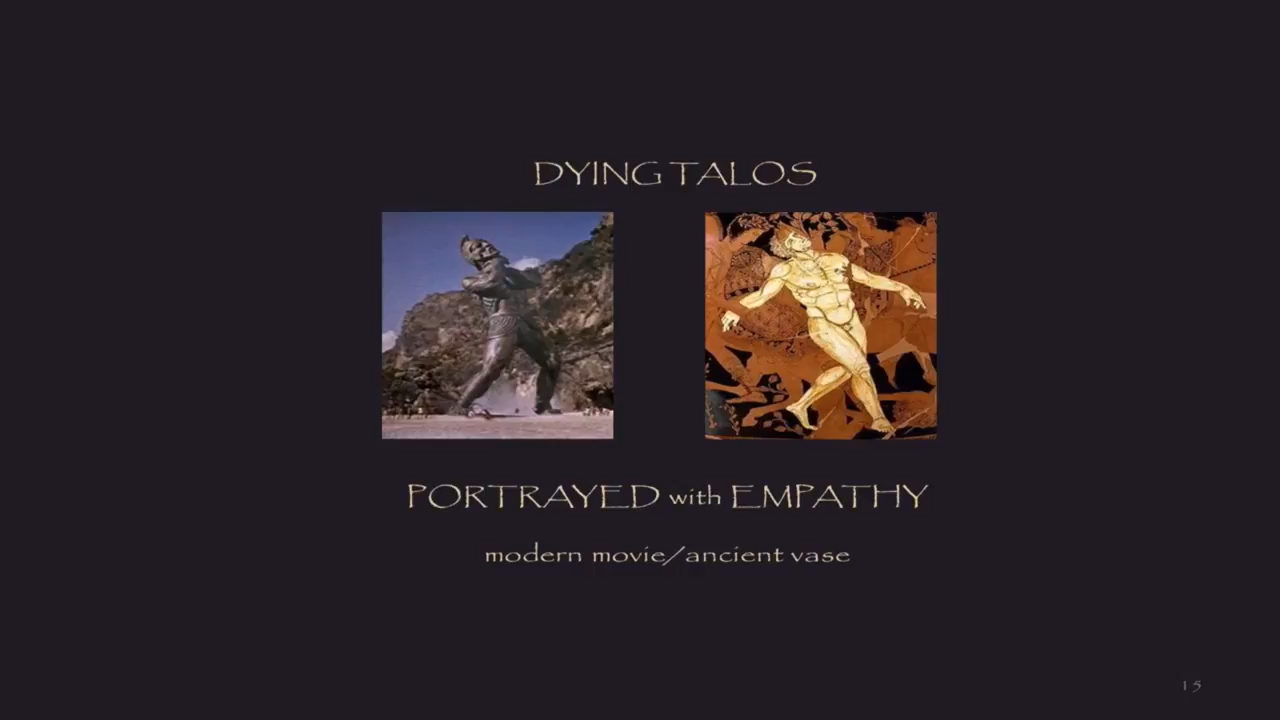 DYING TALOS
PORTRAYED with EMPATHY
modern movie/ancient vase
15